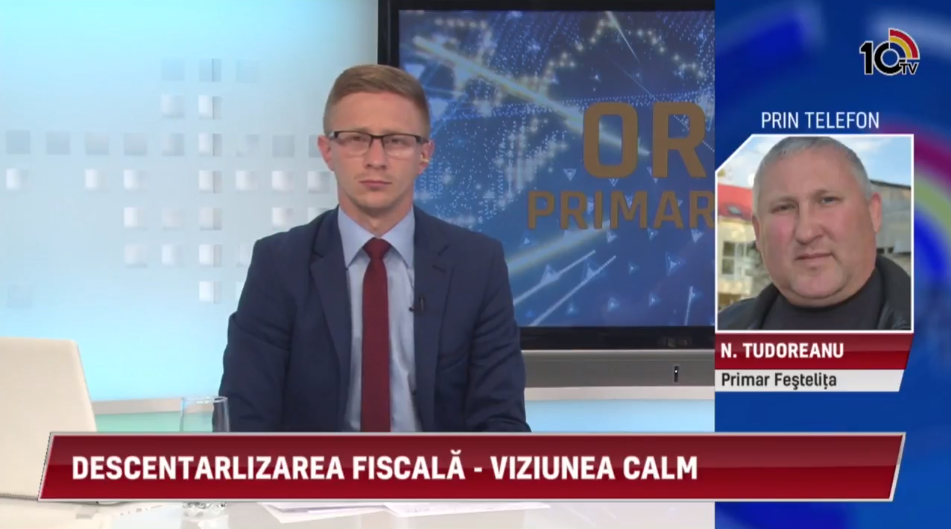 10TV
PRIN TELEFON
OR
PRIMAR
N. TUDOREANU
Primar Feştelița
DESCENTARLIZAREA FISCALĂ - VIZIUNEA CALM